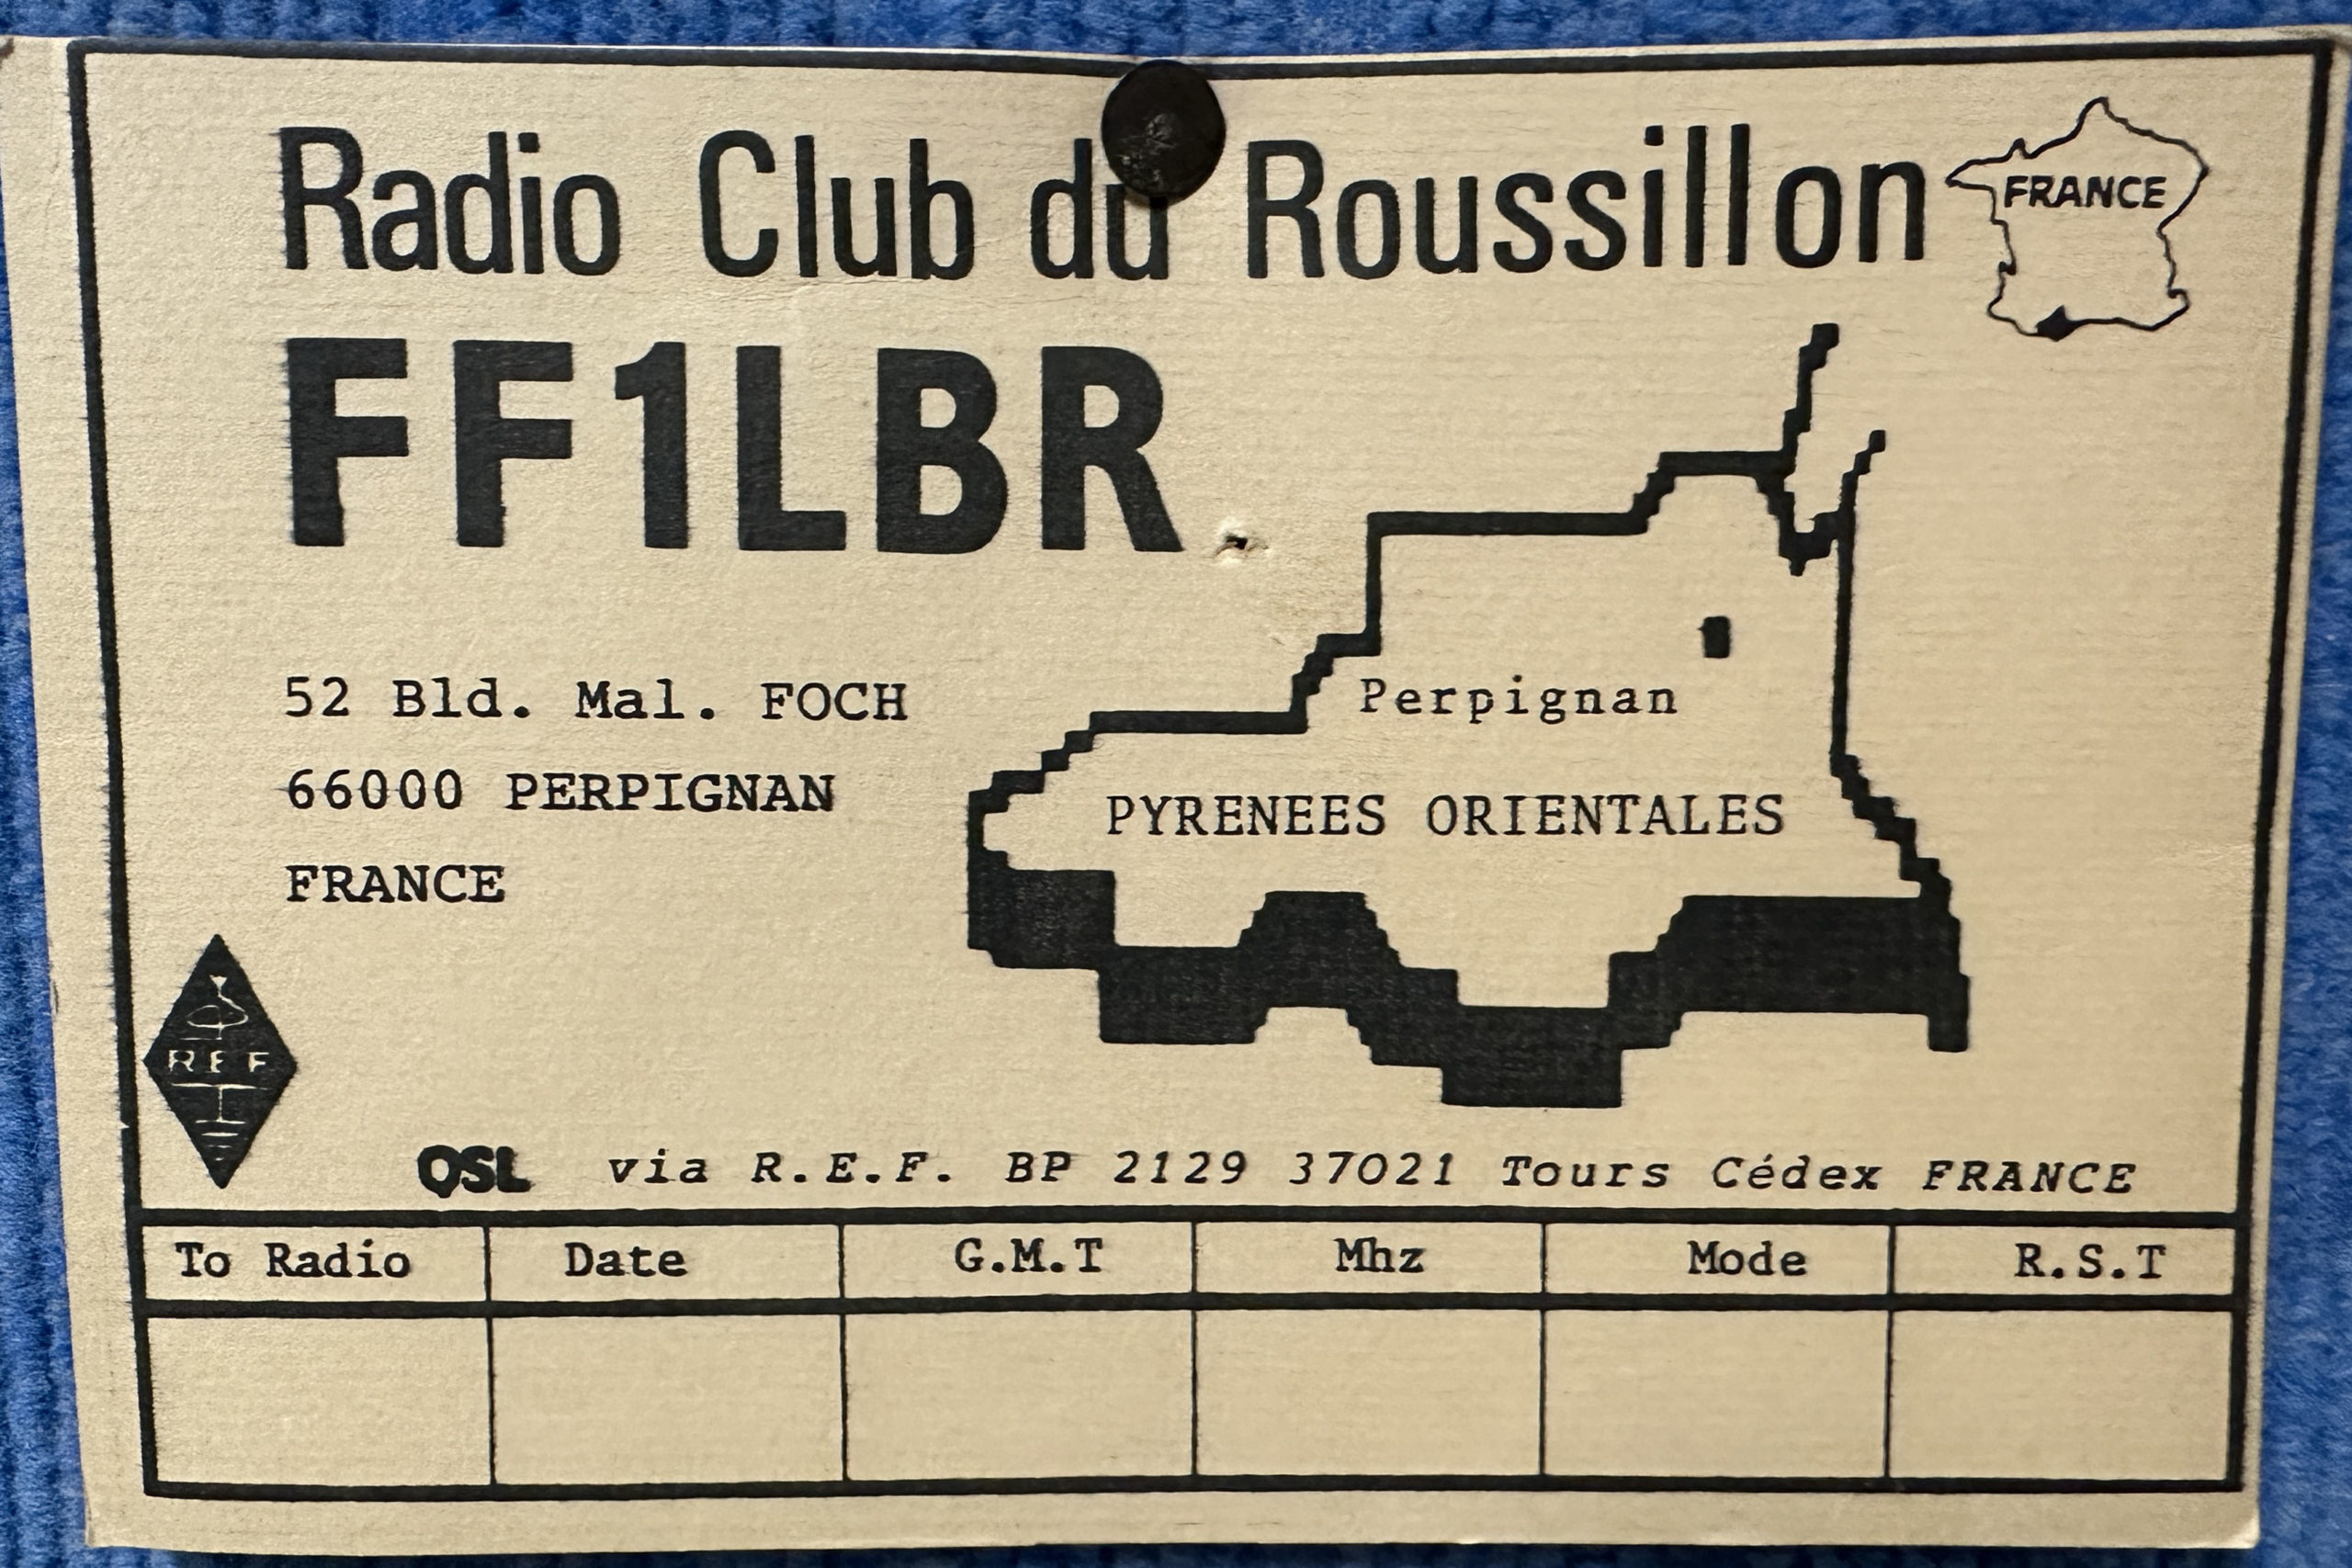 Radio Club du Roussillon
FRANCE
FF1LBR
52 Bld. Mal. FOCH
66000 PERPIGNAN
FRANCE
Perpignan
PYRENEES ORIENTALES
REF
QSL via R.E.F. BP 2129 37021 Tours Cédex FRANCE
To Radio Date G.M.T Mhz Mode R.S.T